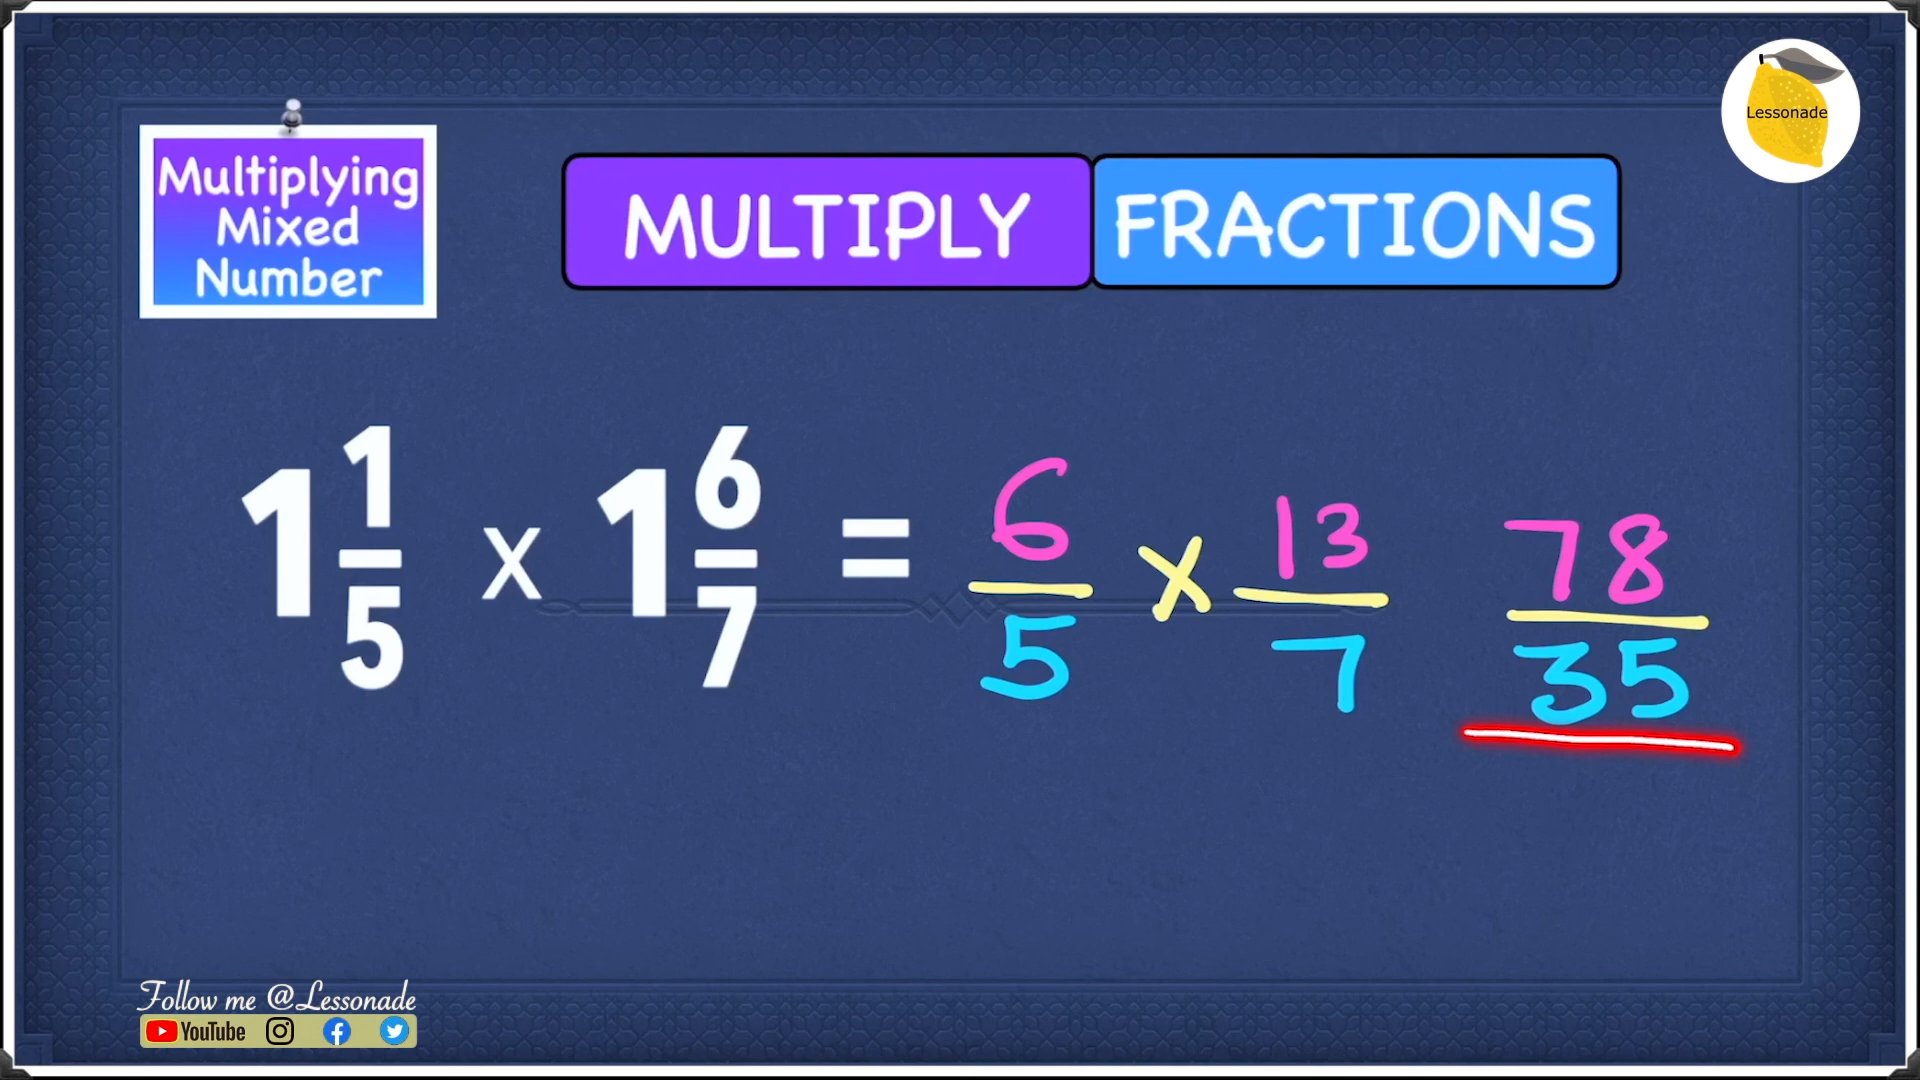 Lessonade
Multiplying
Mixed
Number
MULTIPLY FRACTIONS
1 1/5 x 1 6/7 = 6/5 x 13/7 78/35
Follow me @Lessonade
YouTube